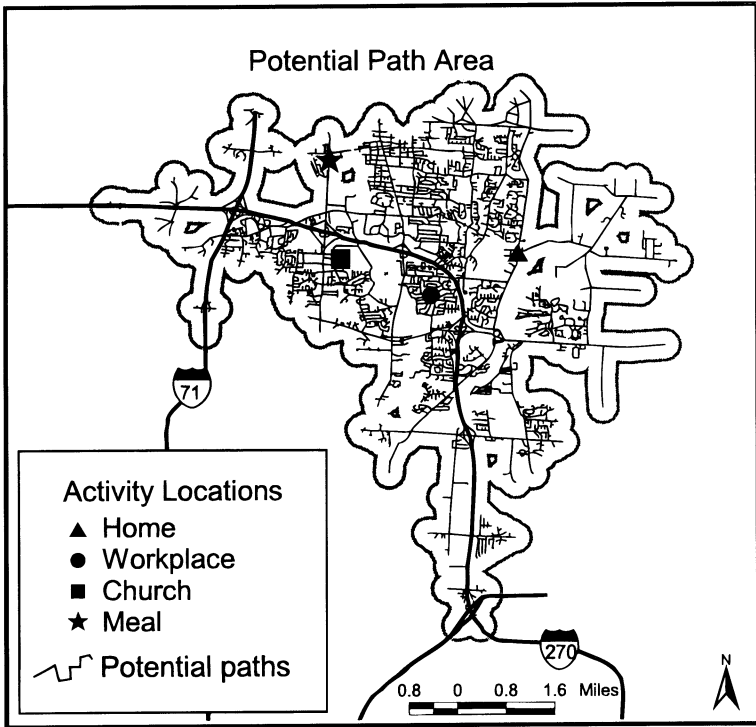 Potential Path Area
71
Activity Locations
Home
Workplace
Church
Meal
Potential paths
270
0.8 0 0.8 1.6 Miles
N